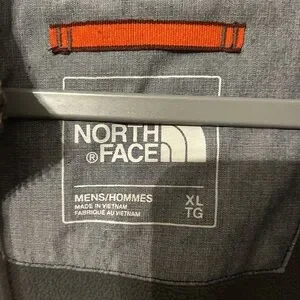 NORTH
® FACE
MENS/HOMMES
MADE IN VIETNAM
FABRIQUÉ AU VIETNAM
XL
TG